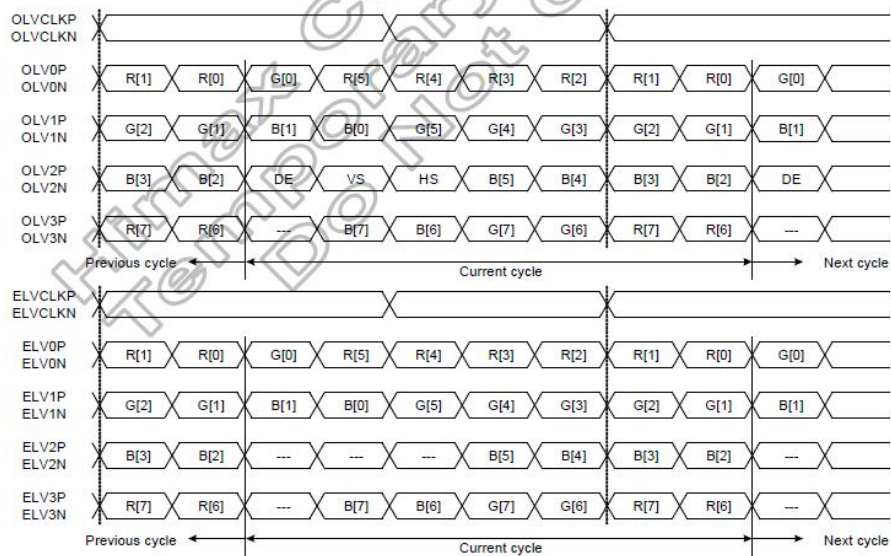 OLVCLKP
OLVCLKN
OLV0P
OLV0N
R[1] R[0] G[0] R[5] R[4] R[3] R[2] R[1] R[0] G[0]
OLV1P
OLV1N
G[2] G[1] B[1] B[0] G[5] G[4] G[3] G[2] G[1] B[1]
OLV2P
OLV2N
B[3] B[2] DE VS HS B[5] B[4] B[3] B[2] DE
OLV3P
OLV3N
R[7] R[6] --- B[7] B[6] G[7] G[6] R[7] R[6] ---
Previous cycle Current cycle Next cycle
ELVCLKP
ELVCLKN
ELV0P
ELV0N
R[1] R[0] G[0] R[5] R[4] R[3] R[2] R[1] R[0] G[0]
ELV1P
ELV1N
G[2] G[1] B[1] B[0] G[5] G[4] G[3] G[2] G[1] B[1]
ELV2P
ELV2N
B[3] B[2] --- --- --- B[5] B[4] B[3] B[2] ---
ELV3P
ELV3N
R[7] R[6] --- B[7] B[6] G[7] G[6] R[7] R[6] ---
Previous cycle Current cycle Next cycle
Himax
Do Not